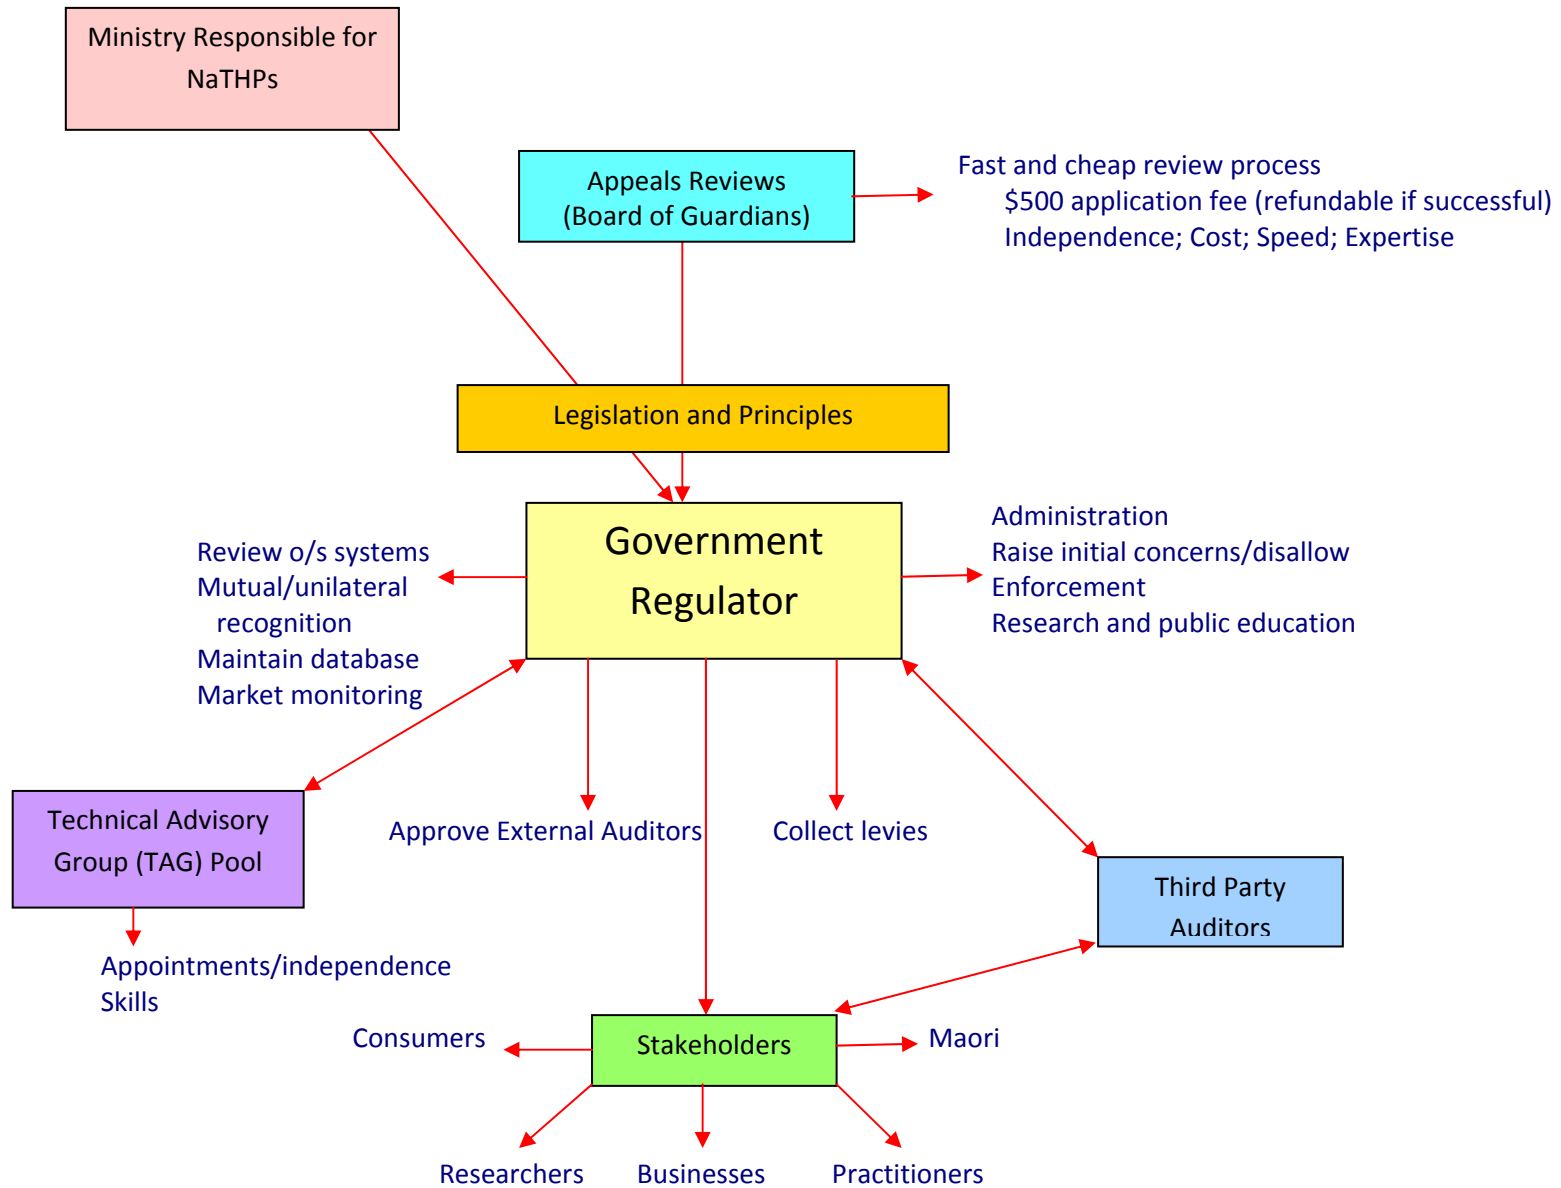 Ministry Responsible for
NaTHPs
Appeals Reviews
(Board of Guardians)
Fast and cheap review process
$500 application fee (refundable if successful)
Independence; Cost; Speed; Expertise
Legislation and Principles
Government
Regulator
Review o/s systems
Mutual/unilateral
recognition
Maintain database
Market monitoring
Administration
Raise initial concerns/disallow
Enforcement
Research and public education
Technical Advisory
Group (TAG) Pool
Approve External Auditors
Collect levies
Third Party
Auditors
Appointments/independence
Skills
Consumers
Stakeholders
Maori
Researchers
Businesses
Practitioners